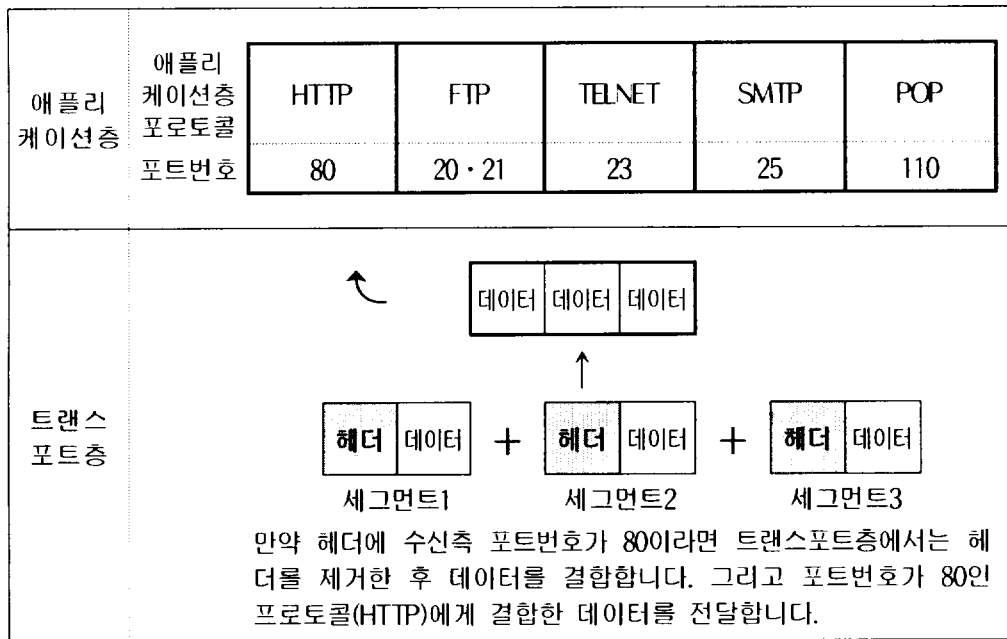 애플리
케이션층
애플리
케이션층
포로토콜
HTTP FTP TELNET SMTP POP
포트번호 80 20·21 23 25 110
데이터 데이터 데이터
트랜스
포트층
헤더 데이터 + 헤더 데이터 + 헤더 데이터
세그먼트1 세그먼트2 세그먼트3
만약 헤더에 수신측 포트번호가 80이라면 트랜스포트층에서는 헤
더를 제거한 후 데이터를 결합합니다. 그리고 포트번호가 80인
프로토콜(HTTP)에게 결합한 데이터를 전달합니다.